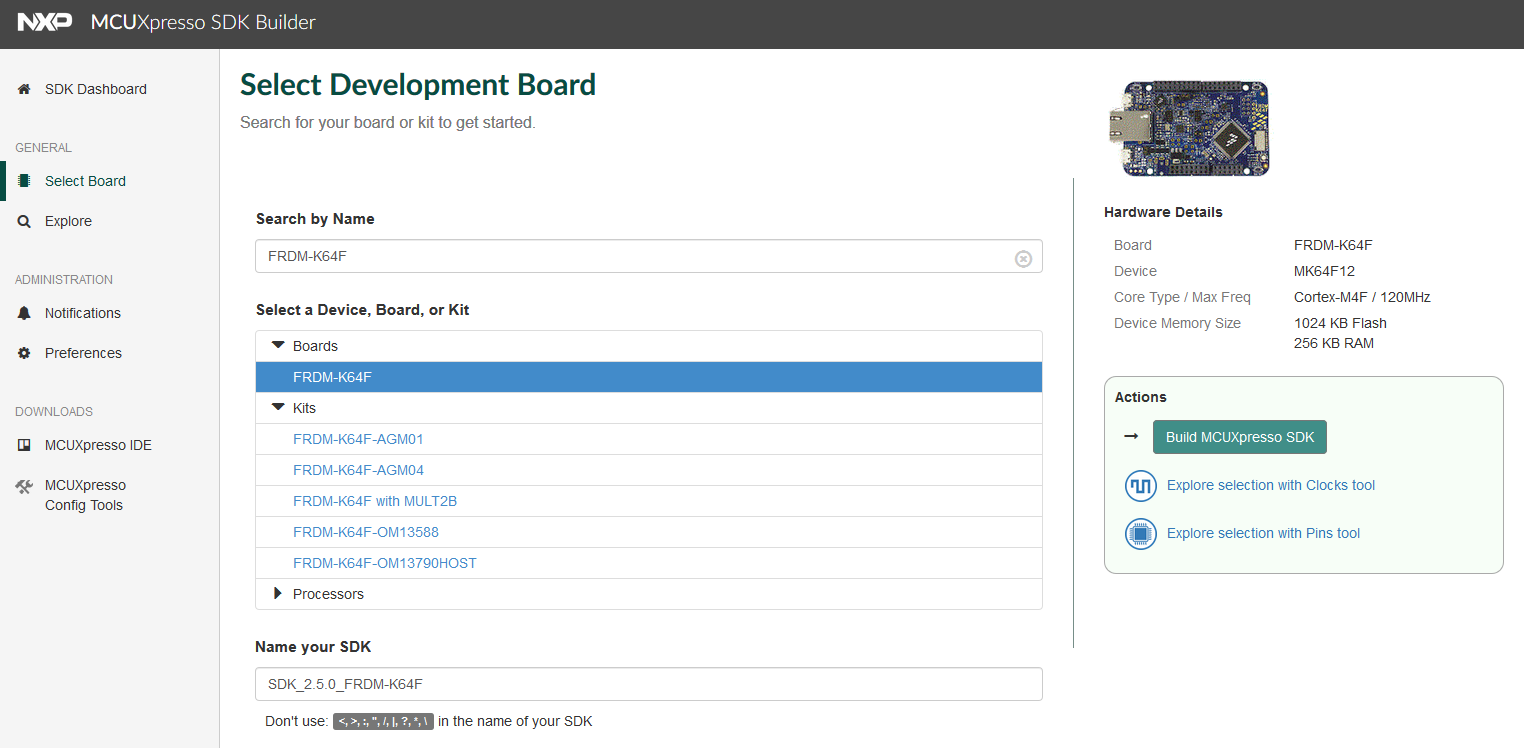 NXP MCUXpresso SDK Builder
SDK Dashboard
GENERAL
Select Board
Explore
ADMINISTRATION
Notifications
Preferences
DOWNLOADS
MCUXpresso IDE
MCUXpresso
Config Tools
Select Development Board
Search for your board or kit to get started.
Search by Name
FRDM-K64F
Select a Device, Board, or Kit
Boards
FRDM-K64F
Kits
FRDM-K64F-AGM01
FRDM-K64F-AGM04
FRDM-K64F with MULT2B
FRDM-K64F-OM13588
FRDM-K64F-OM13790HOST
Processors
Name your SDK
SDK_2.5.0_FRDM-K64F
Don't use: <, >, :, ", /, |, ?, *, \ in the name of your SDK
Hardware Details
Board FRDM-K64F
Device MK64F12
Core Type / Max Freq Cortex-M4F / 120MHz
Device Memory Size 1024 KB Flash
256 KB RAM
Actions
Build MCUXpresso SDK
Explore selection with Clocks tool
Explore selection with Pins tool